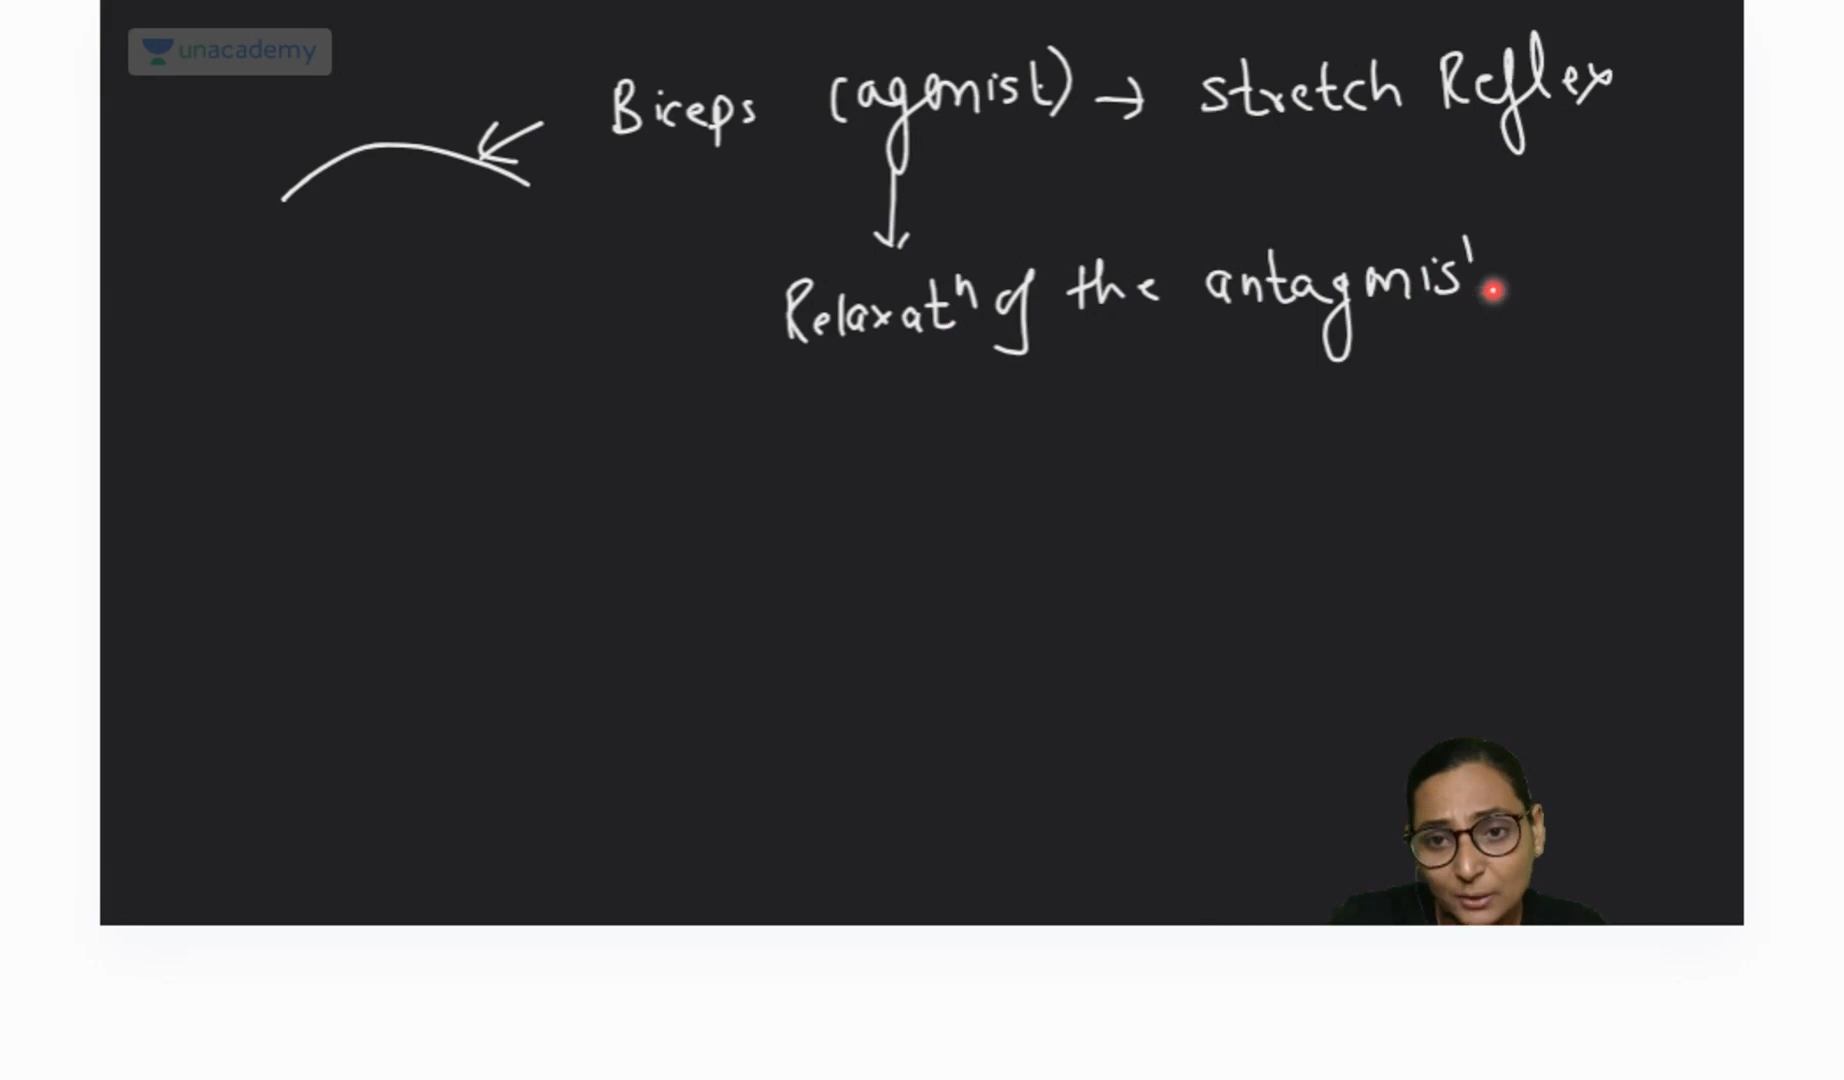 unacademy
Biceps (agonist) → stretch Reflex
↓
Relaxatⁿ of the antagonis'